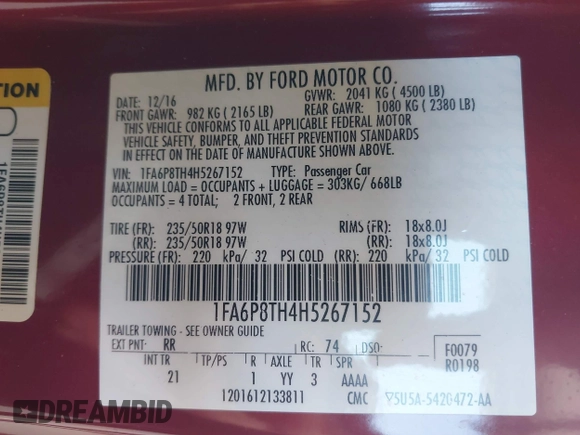 TION
MFD. BY FORD MOTOR CO.
DATE: 12/16 GVWR: 2041 KG ( 4500 LB)
FRONT GAWR: 982 KG ( 2165 LB) REAR GAWR: 1080 KG ( 2380 LB)
THIS VEHICLE CONFORMS TO ALL APPLICABLE FEDERAL MOTOR
VEHICLE SAFETY, BUMPER, AND THEFT PREVENTION STANDARDS
IN EFFECT ON THE DATE OF MANUFACTURE SHOWN ABOVE.
VIN: 1FA6P8TH4H5267152 TYPE: Passenger Car
MAXIMUM LOAD = OCCUPANTS + LUGGAGE = 303KG/ 668LB
OCCUPANTS = 4 TOTAL; 2 FRONT, 2 REAR
TIRE (FR): 235/50R18 97W RIMS (FR): 18x8.0J
(RR): 235/50R18 97W (RR): 18x8.0J
PRESSURE (FR): 220 kPa/ 32 PSI COLD (RR): 220 kPa/ 32 PSI COLD
1FA6P8TH4H5267152
TRAILER TOWING - SEE OWNER GUIDE
EXT PNT: RR RC: 74 DSO: F0079
INT TR TP/PS R AXLE TR SPR R0198
21 1 YY 3 AAAA
1201612133811 CMC 5U5A-5420472-AA
DREAMBID